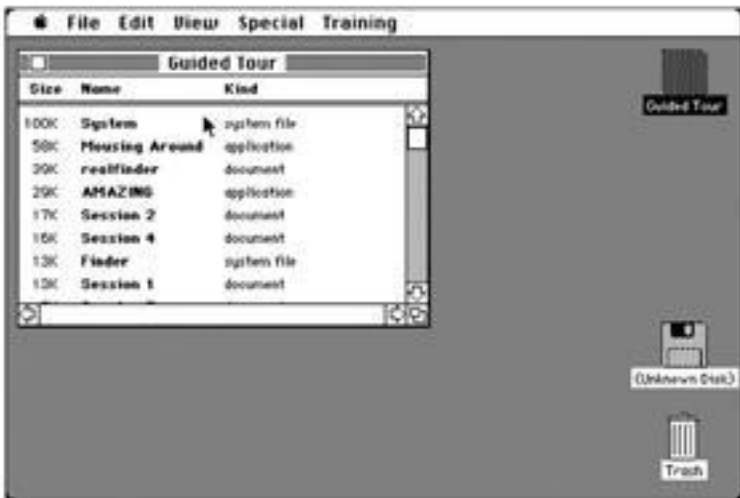 File Edit View Special Training
Guided Tour
Size Name Kind
100K System system file
58K Mousing Around application
39K realfinder document
29K AMAZING application
17K Session 2 document
16K Session 4 document
13K Finder system file
13K Session 1 document
Guided Tour
(Unknown Disk)
Trash